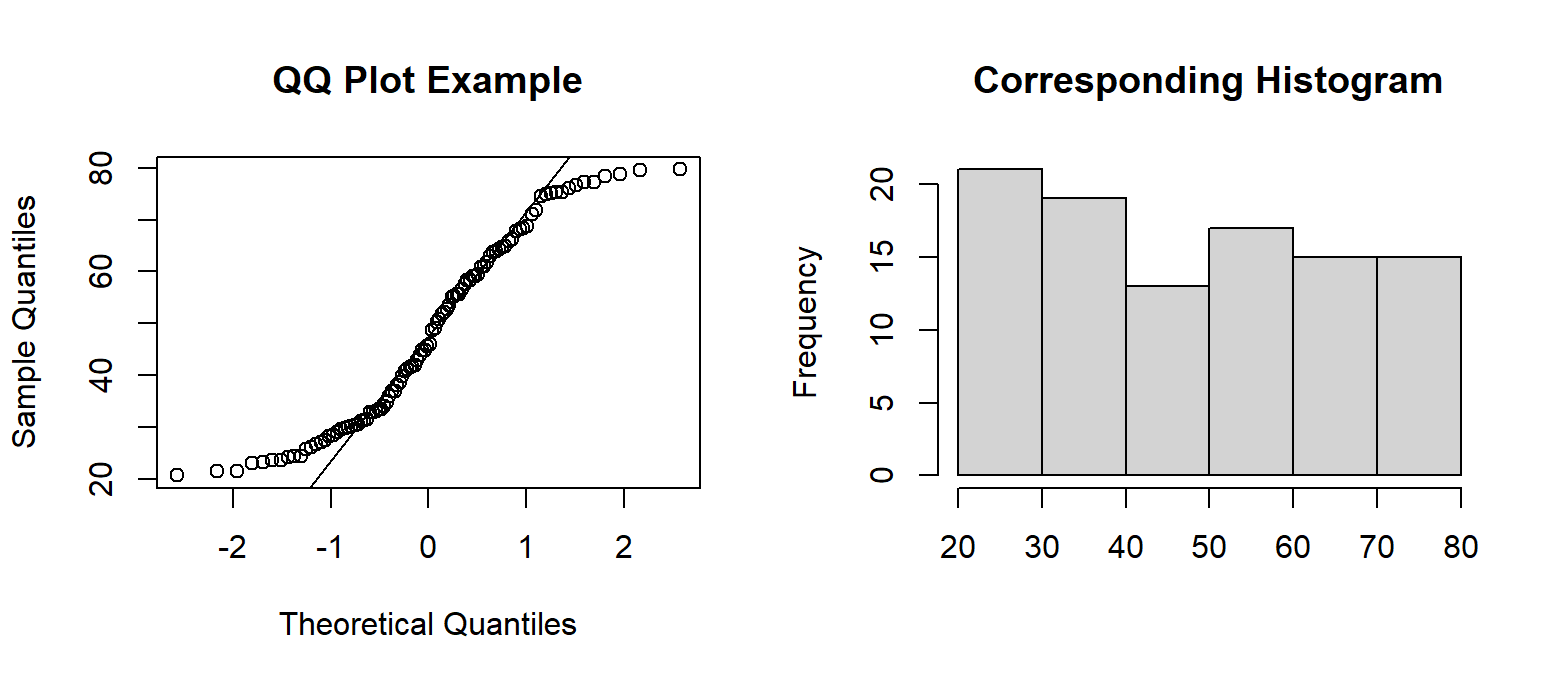 QQ Plot Example
Sample Quantiles
80
60
40
20
-2 -1 0 1 2
Theoretical Quantiles
Corresponding Histogram
Frequency
20
15
10
5
0
20 30 40 50 60 70 80